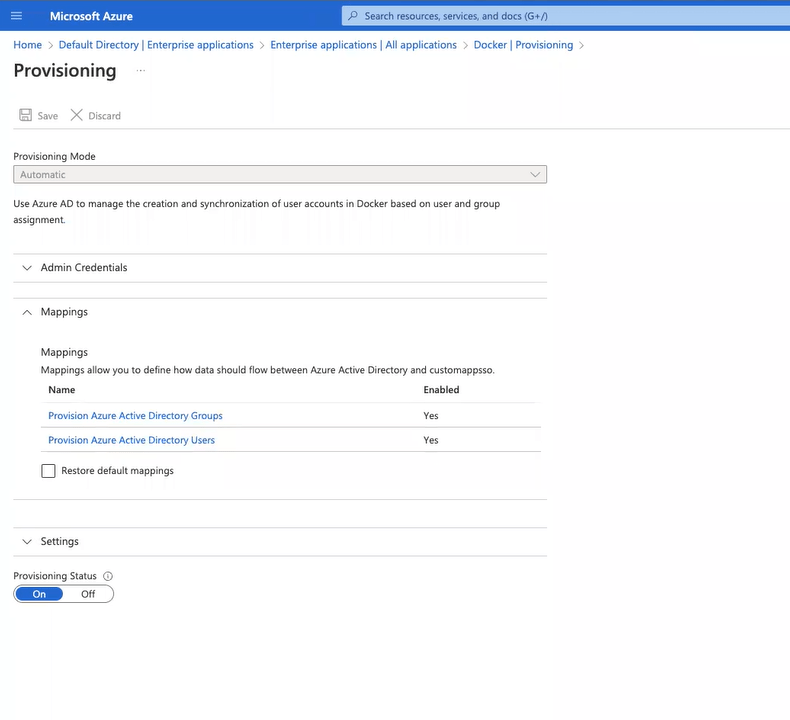 Microsoft Azure
Search resources, services, and docs (G+/)
Home > Default Directory | Enterprise applications > Enterprise applications | All applications > Docker | Provisioning >
Provisioning ...
Save Discard
Provisioning Mode
Automatic
Use Azure AD to manage the creation and synchronization of user accounts in Docker based on user and group
assignment.
Admin Credentials
Mappings
Mappings
Mappings allow you to define how data should flow between Azure Active Directory and customappsso.
Name Enabled
Provision Azure Active Directory Groups Yes
Provision Azure Active Directory Users Yes
Restore default mappings
Settings
Provisioning Status
On Off